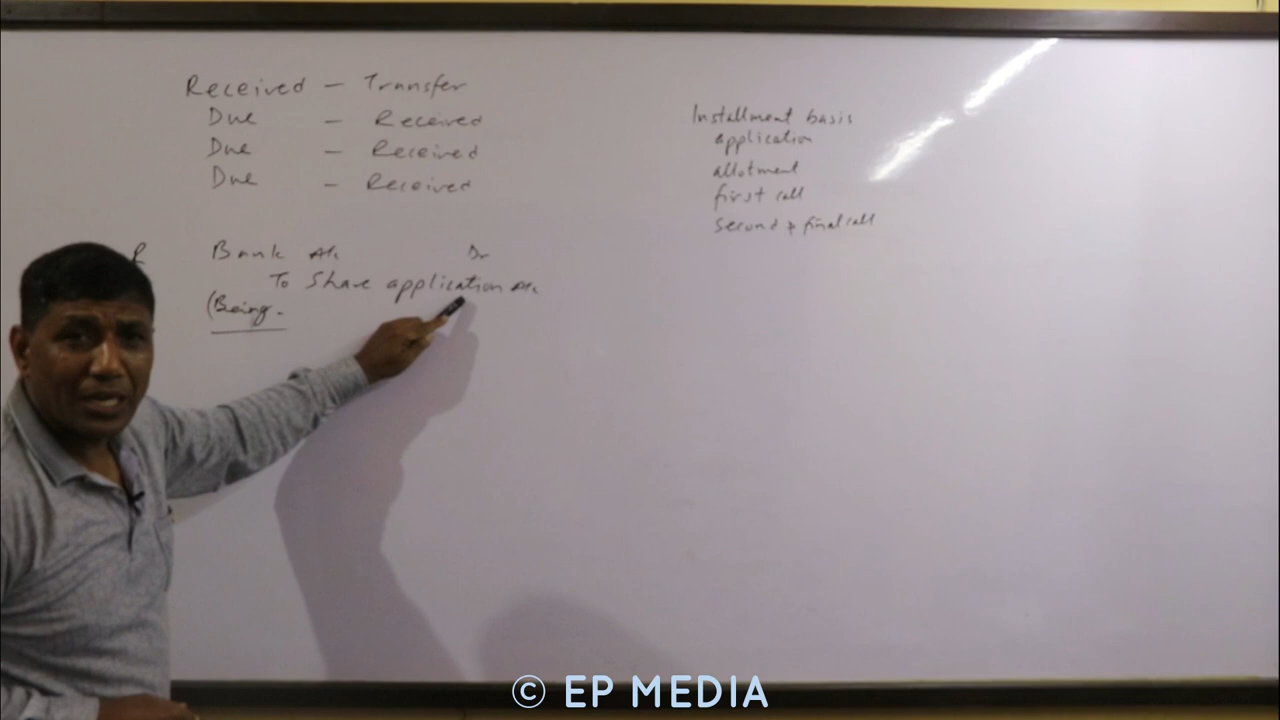 Received - Transfer
Due - Received
Due - Received
Due - Received
Installment basis
application
allotment
first call
second & final call
R Bank A/c Dr
To Share application A/c
(Being.
© EP MEDIA